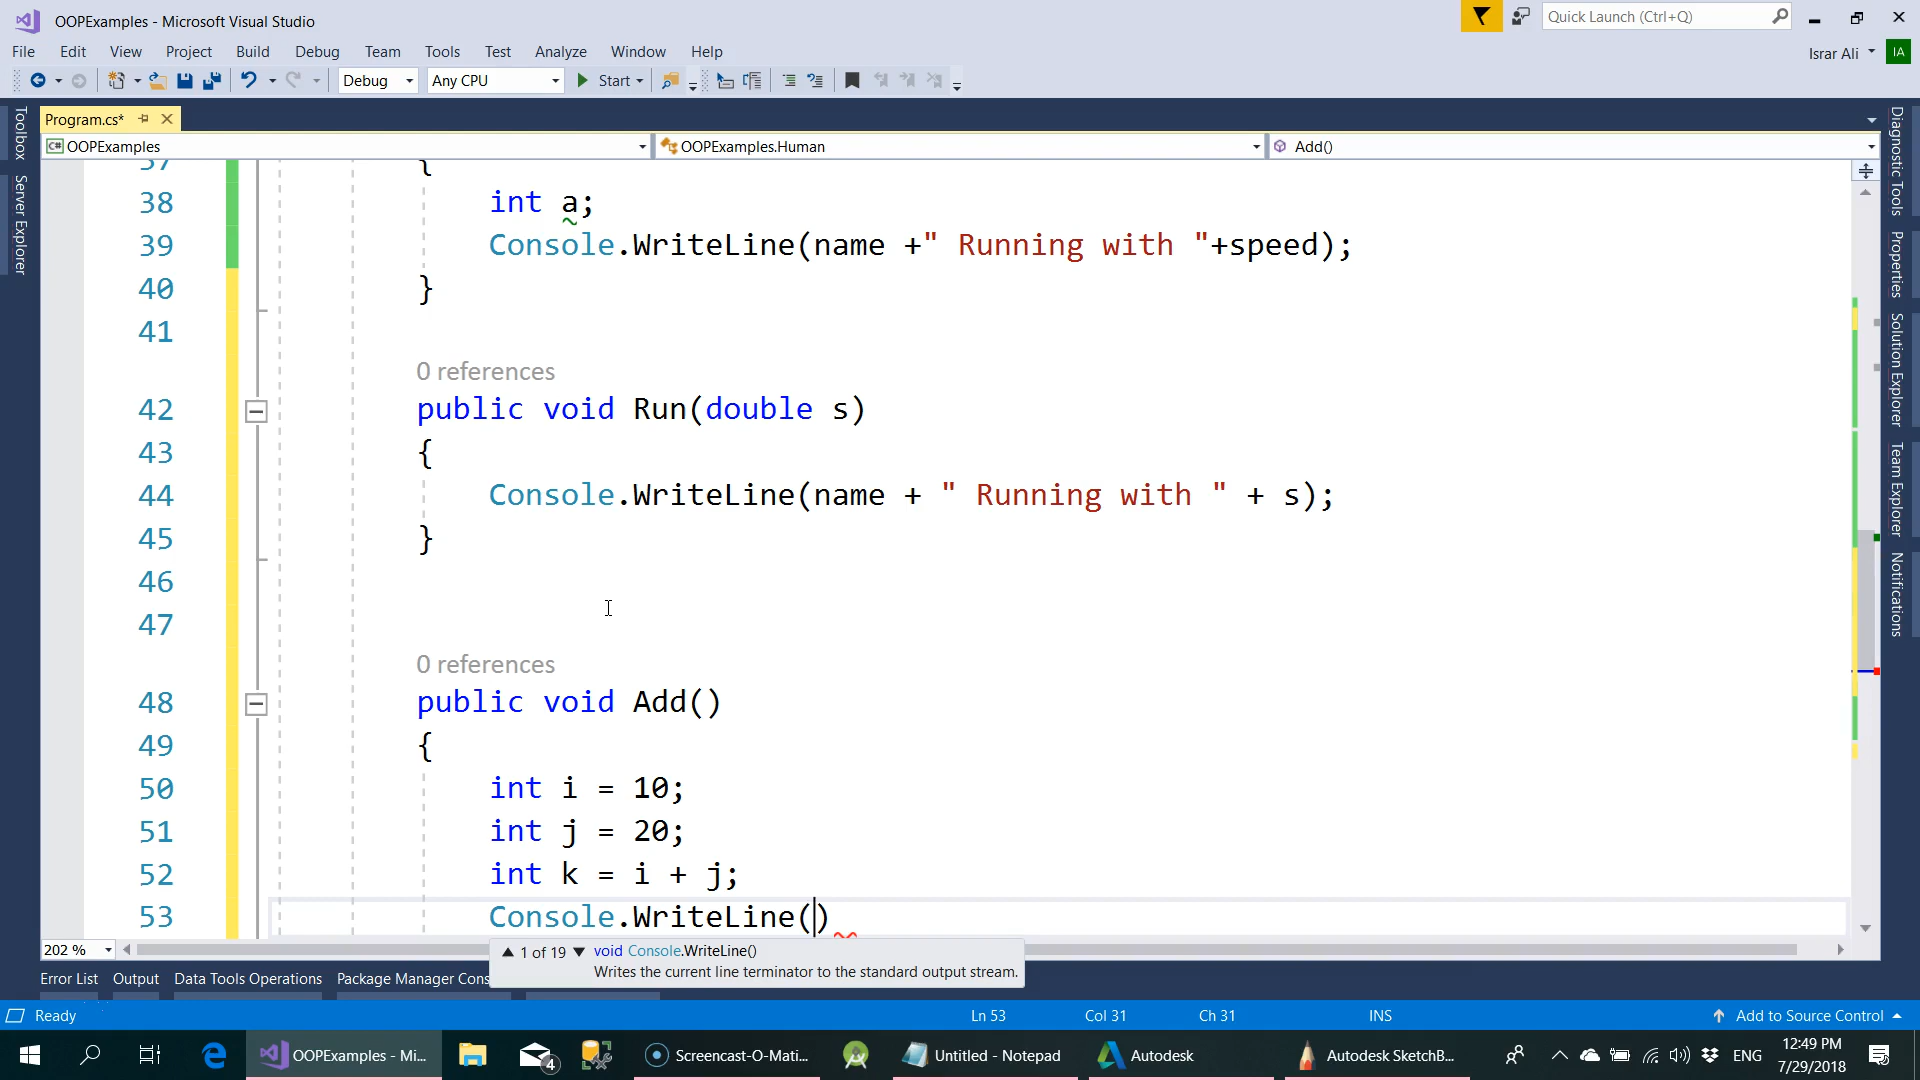 OOPExamples - Microsoft Visual Studio
Quick Launch (Ctrl+Q)
File Edit View Project Build Debug Team Tools Test Analyze Window Help
Israr Ali IA
Debug Any CPU Start
Program.cs*
C# OOPExamples OOPExamples.Human Add()
Toolbox
Server Explorer
Diagnostic Tools
Properties
Solution Explorer
Team Explorer
Notifications
37 {
38 int a;
39 Console.WriteLine(name +" Running with "+speed);
40 }
41
0 references
42 public void Run(double s)
43 {
44 Console.WriteLine(name + " Running with " + s);
45 }
46
47
0 references
48 public void Add()
49 {
50 int i = 10;
51 int j = 20;
52 int k = i + j;
53 Console.WriteLine()
202 %
1 of 19 void Console.WriteLine()
Writes the current line terminator to the standard output stream.
Error List Output Data Tools Operations Package Manager Cons
Ready Ln 53 Col 31 Ch 31 INS Add to Source Control
OOPExamples - Mi... 4 Screencast-O-Mati... Untitled - Notepad Autodesk Autodesk SketchB... ENG 12:49 PM
7/29/2018